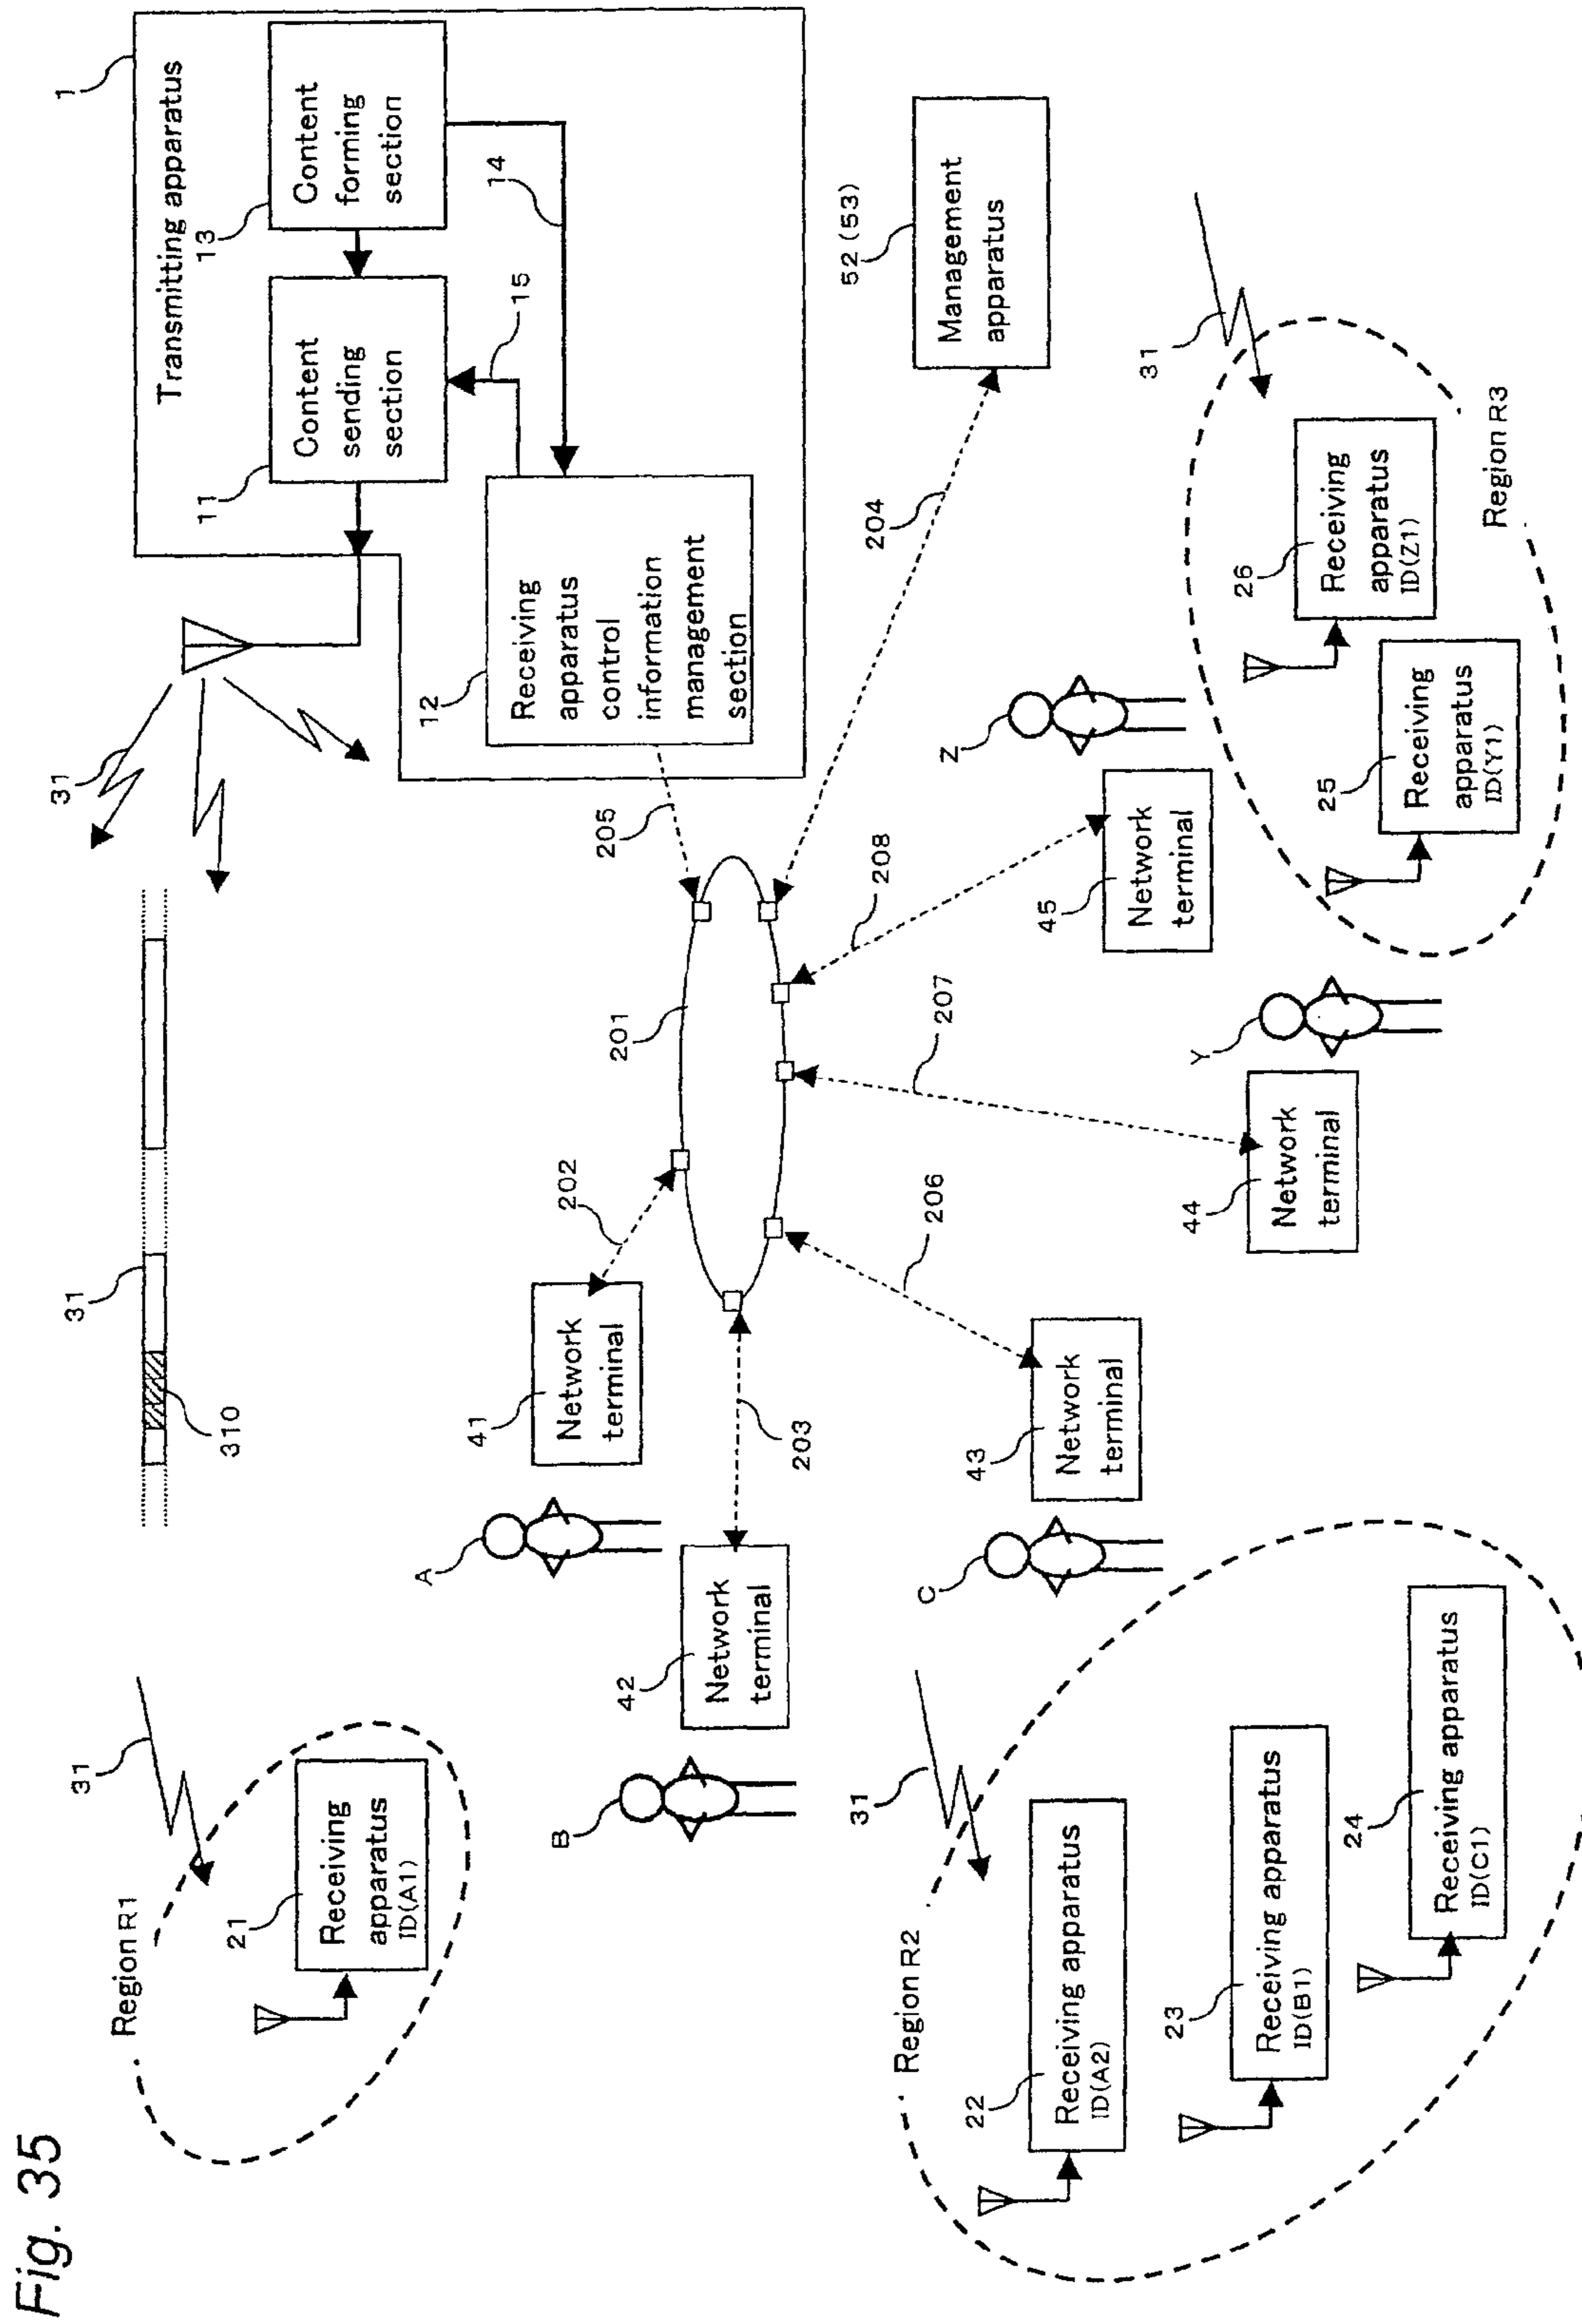 Fig. 35
Region R1
31
21
Receiving
apparatus
ID(A1)
31
310
31
1
Transmitting apparatus
11
Content
sending
section
13
Content
forming
section
14
15
12
Receiving
apparatus
control
information
management
section
A
41
Network
terminal
202
B
42
Network
terminal
203
201
205
204
52 (53)
Management
apparatus
Region R2
31
22
Receiving apparatus
ID(A2)
23
Receiving apparatus
ID(B1)
24
Receiving apparatus
ID(C1)
C
43
Network
terminal
206
207
208
Y
44
Network
terminal
Z
45
Network
terminal
31
Region R3
25
Receiving
apparatus
ID(Y1)
26
Receiving
apparatus
ID(Z1)